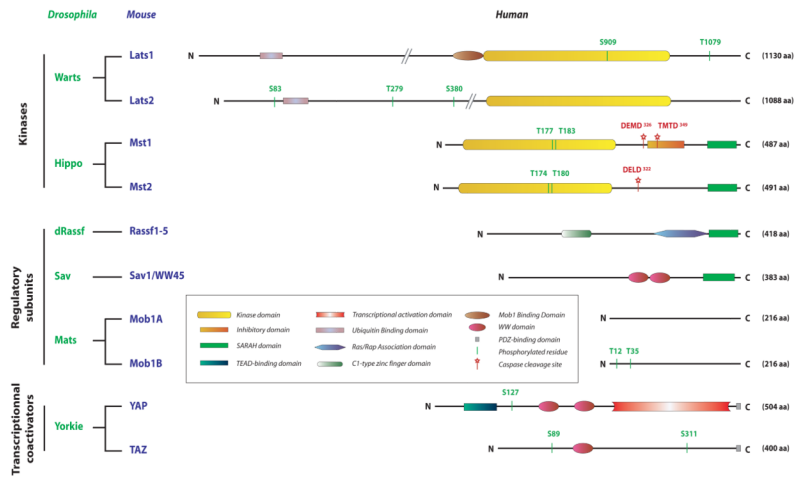 Drosophila Mouse Human
Kinases
Warts
Lats1 N S909 T1079 C (1130 aa)
Lats2 N S83 T279 S380 C (1088 aa)
Hippo
Mst1 N T177 T183 DEMD 326 TMTD 349 C (487 aa)
Mst2 N T174 T180 DELD 322 C (491 aa)
Regulatory
subunits
dRassf Rassf1-5 N C (418 aa)
Sav Sav1/WW45 N C (383 aa)
Mats
Mob1A N C (216 aa)
Mob1B N T12 T35 C (216 aa)
Kinase domain
Inhibitory domain
SARAH domain
TEAD-binding domain
Transcriptional activation domain
Ubiquitin Binding domain
Ras/Rap Association domain
C1-type zinc finger domain
Mob1 Binding Domain
WW domain
PDZ-binding domain
Phosphorylated residue
Caspase cleavage site
Transcriptionnal
coactivators
Yorkie
YAP N S127 C (504 aa)
TAZ N S89 S311 C (400 aa)